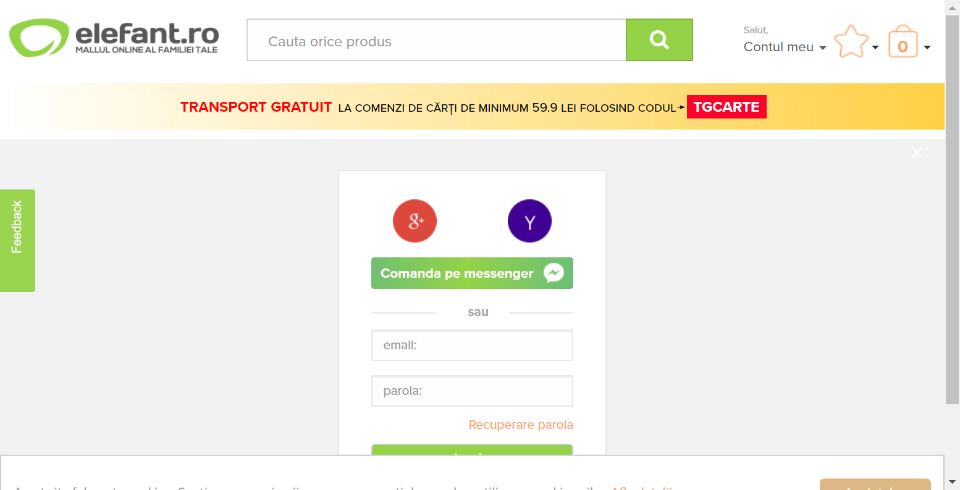 elefant.ro
MALLUL ONLINE AL FAMILIEI TALE
Cauta orice produs
Salut,
Contul meu
0
TRANSPORT GRATUIT LA COMENZI DE CĂRȚI DE MINIMUM 59.9 LEI FOLOSIND CODUL TGCARTE
Feedback
g+
Y
Comanda pe messenger
sau
email:
parola:
Recuperare parola